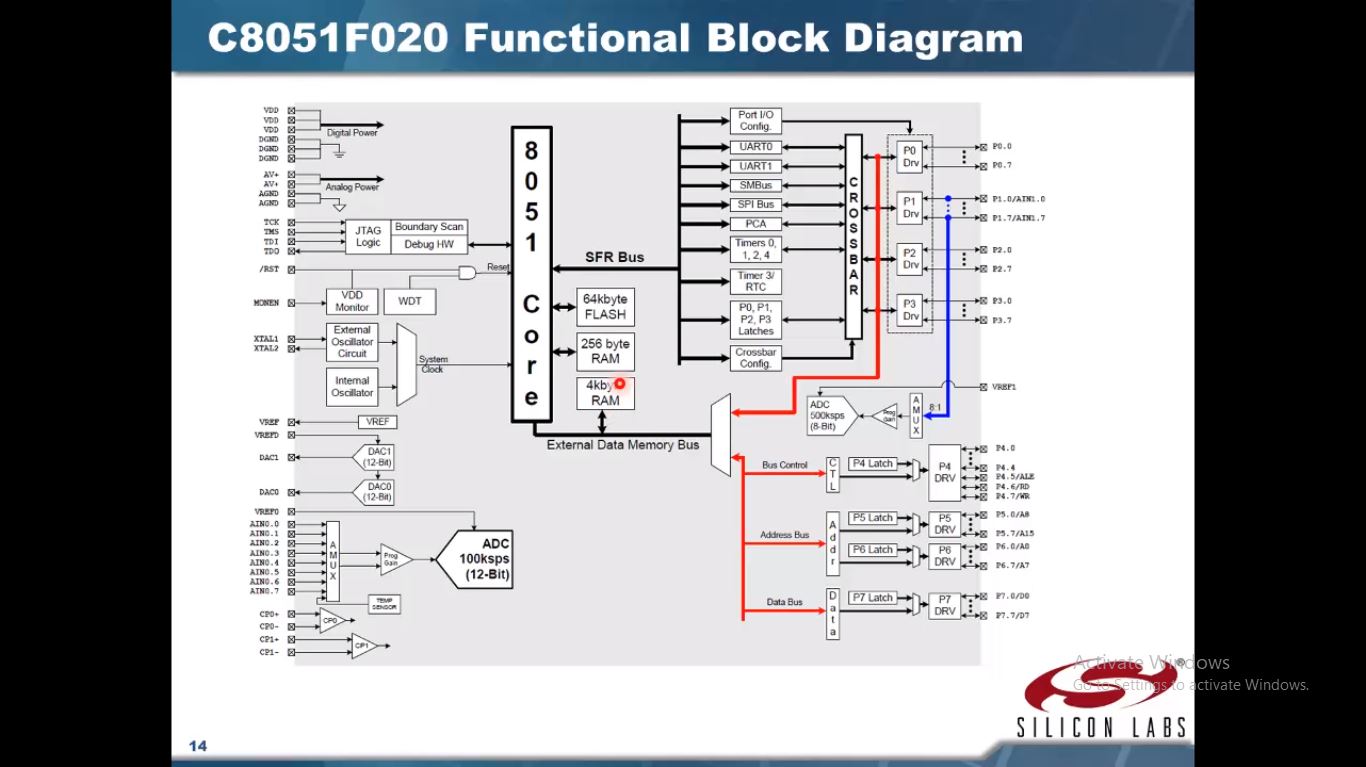 C8051F020 Functional Block Diagram
VDD
VDD
VDD
DGND
DGND
DGND
Digital Power
AV+
AV+
AGND
AGND
Analog Power
TCK
TMS
TDI
TDO
JTAG
Logic
Boundary Scan
Debug HW
/RST
Reset
MONEN
VDD
Monitor
WDT
XTAL1
XTAL2
External
Oscillator
Circuit
Internal
Oscillator
System
Clock
VREF
VREF
VREFD
DAC1
DAC1
(12-Bit)
DAC0
DAC0
(12-Bit)
VREF0
AIN0.0
AIN0.1
AIN0.2
AIN0.3
AIN0.4
AIN0.5
AIN0.6
AIN0.7
AMUX
Prog
Gain
ADC
100ksps
(12-Bit)
TEMP
SENSOR
CP0+
CP0-
CP0
CP1+
CP1-
CP1
8051 Core
SFR Bus
64kbyte
FLASH
256 byte
RAM
RAM
External Data Memory Bus
Port I/O
Config.
UART0
UART1
SMBus
SPI Bus
PCA
Timers 0,
1, 2, 4
Timer 3/
RTC
P0, P1,
P2, P3
Latches
Crossbar
Config.
CROSSBAR
P0
Drv
P1
Drv
P2
Drv
P3
Drv
P0.0
P0.7
P1.0/AIN1.0
P1.7/AIN1.7
P2.0
P2.7
P3.0
P3.7
VREF1
ADC
500ksps
(8-Bit)
Prog
Gain
AMUX
8:1
Bus Control
CTL
P4 Latch
P4
DRV
P4.0
P4.4
P4.5/ALE
P4.6/RD
P4.7/WR
Address Bus
Addr
P5 Latch
P5
DRV
P5.0/A8
P5.7/A15
P6 Latch
P6
DRV
P6.0/A0
P6.7/A7
Data Bus
Data
P7 Latch
P7
DRV
P7.0/D0
P7.7/D7
Activate Windows
Go to Settings to activate Windows.
SILICON LABS
14